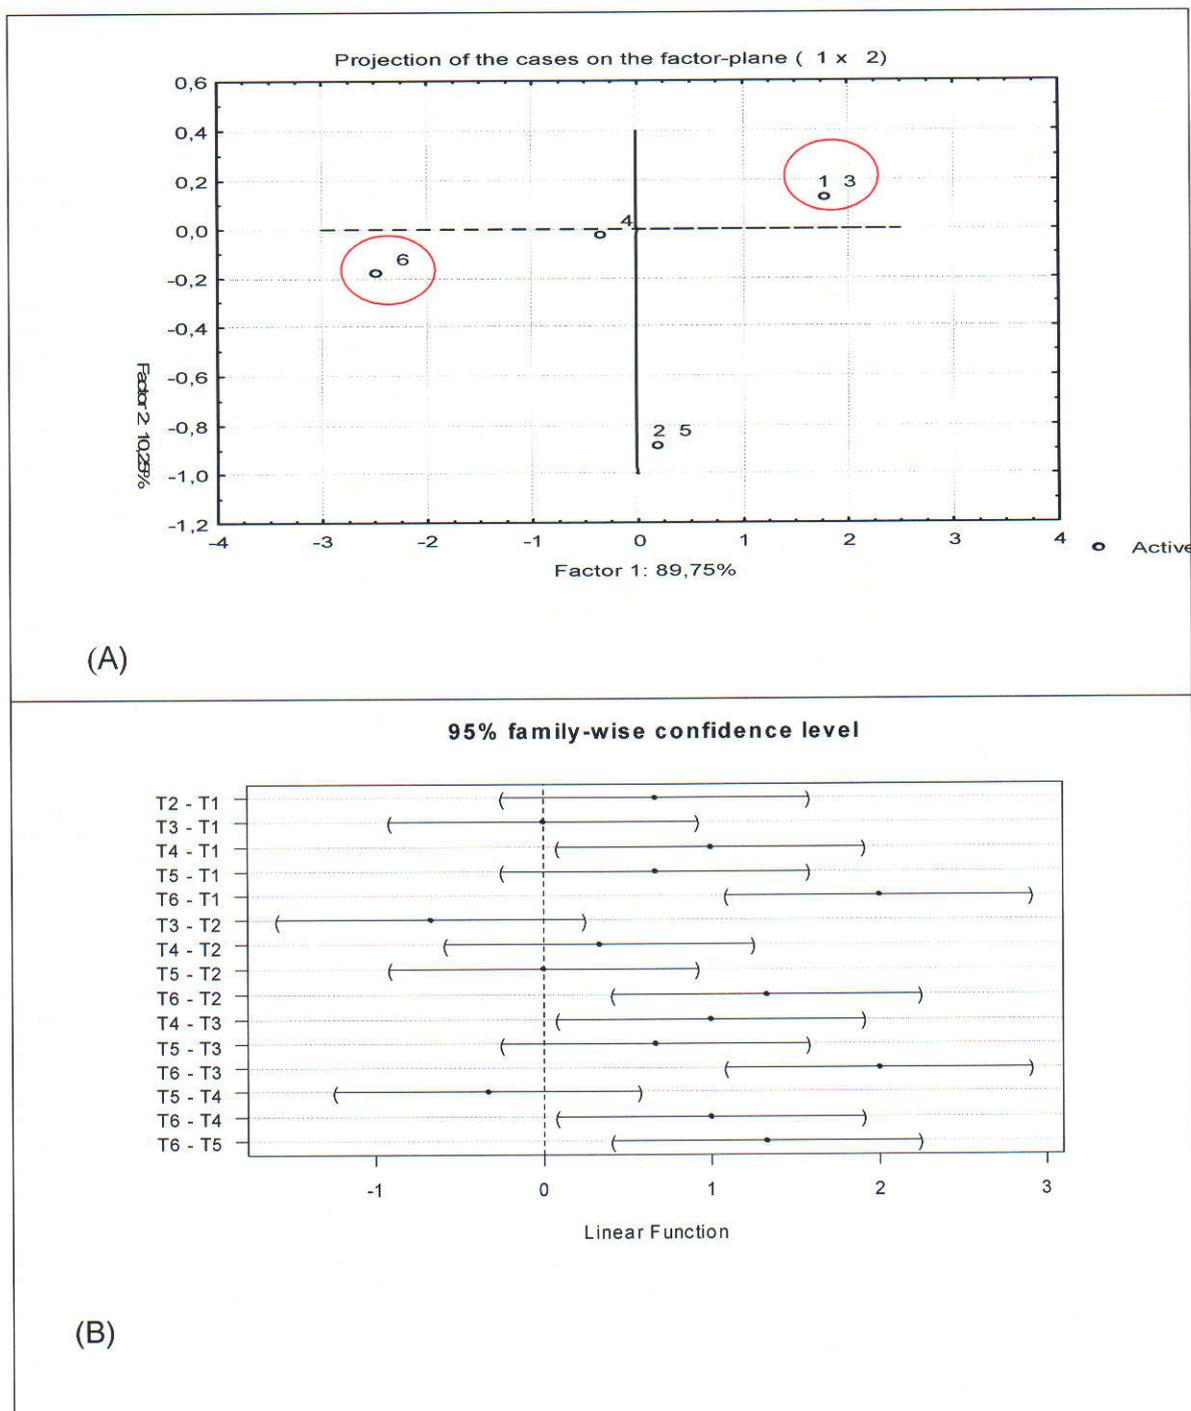 Projection of the cases on the factor-plane ( 1 x 2)
0,6
0,4
0,2
0,0
-0,2
-0,4
-0,6
-0,8
-1,0
-1,2
1 3
4
6
2 5
Factor 2: 10,25%
-4 -3 -2 -1 0 1 2 3 4
Active
Factor 1: 89,75%
(A)
95% family-wise confidence level
T2 - T1
T3 - T1
T4 - T1
T5 - T1
T6 - T1
T3 - T2
T4 - T2
T5 - T2
T6 - T2
T4 - T3
T5 - T3
T6 - T3
T5 - T4
T6 - T4
T6 - T5
-1 0 1 2 3
Linear Function
(B)